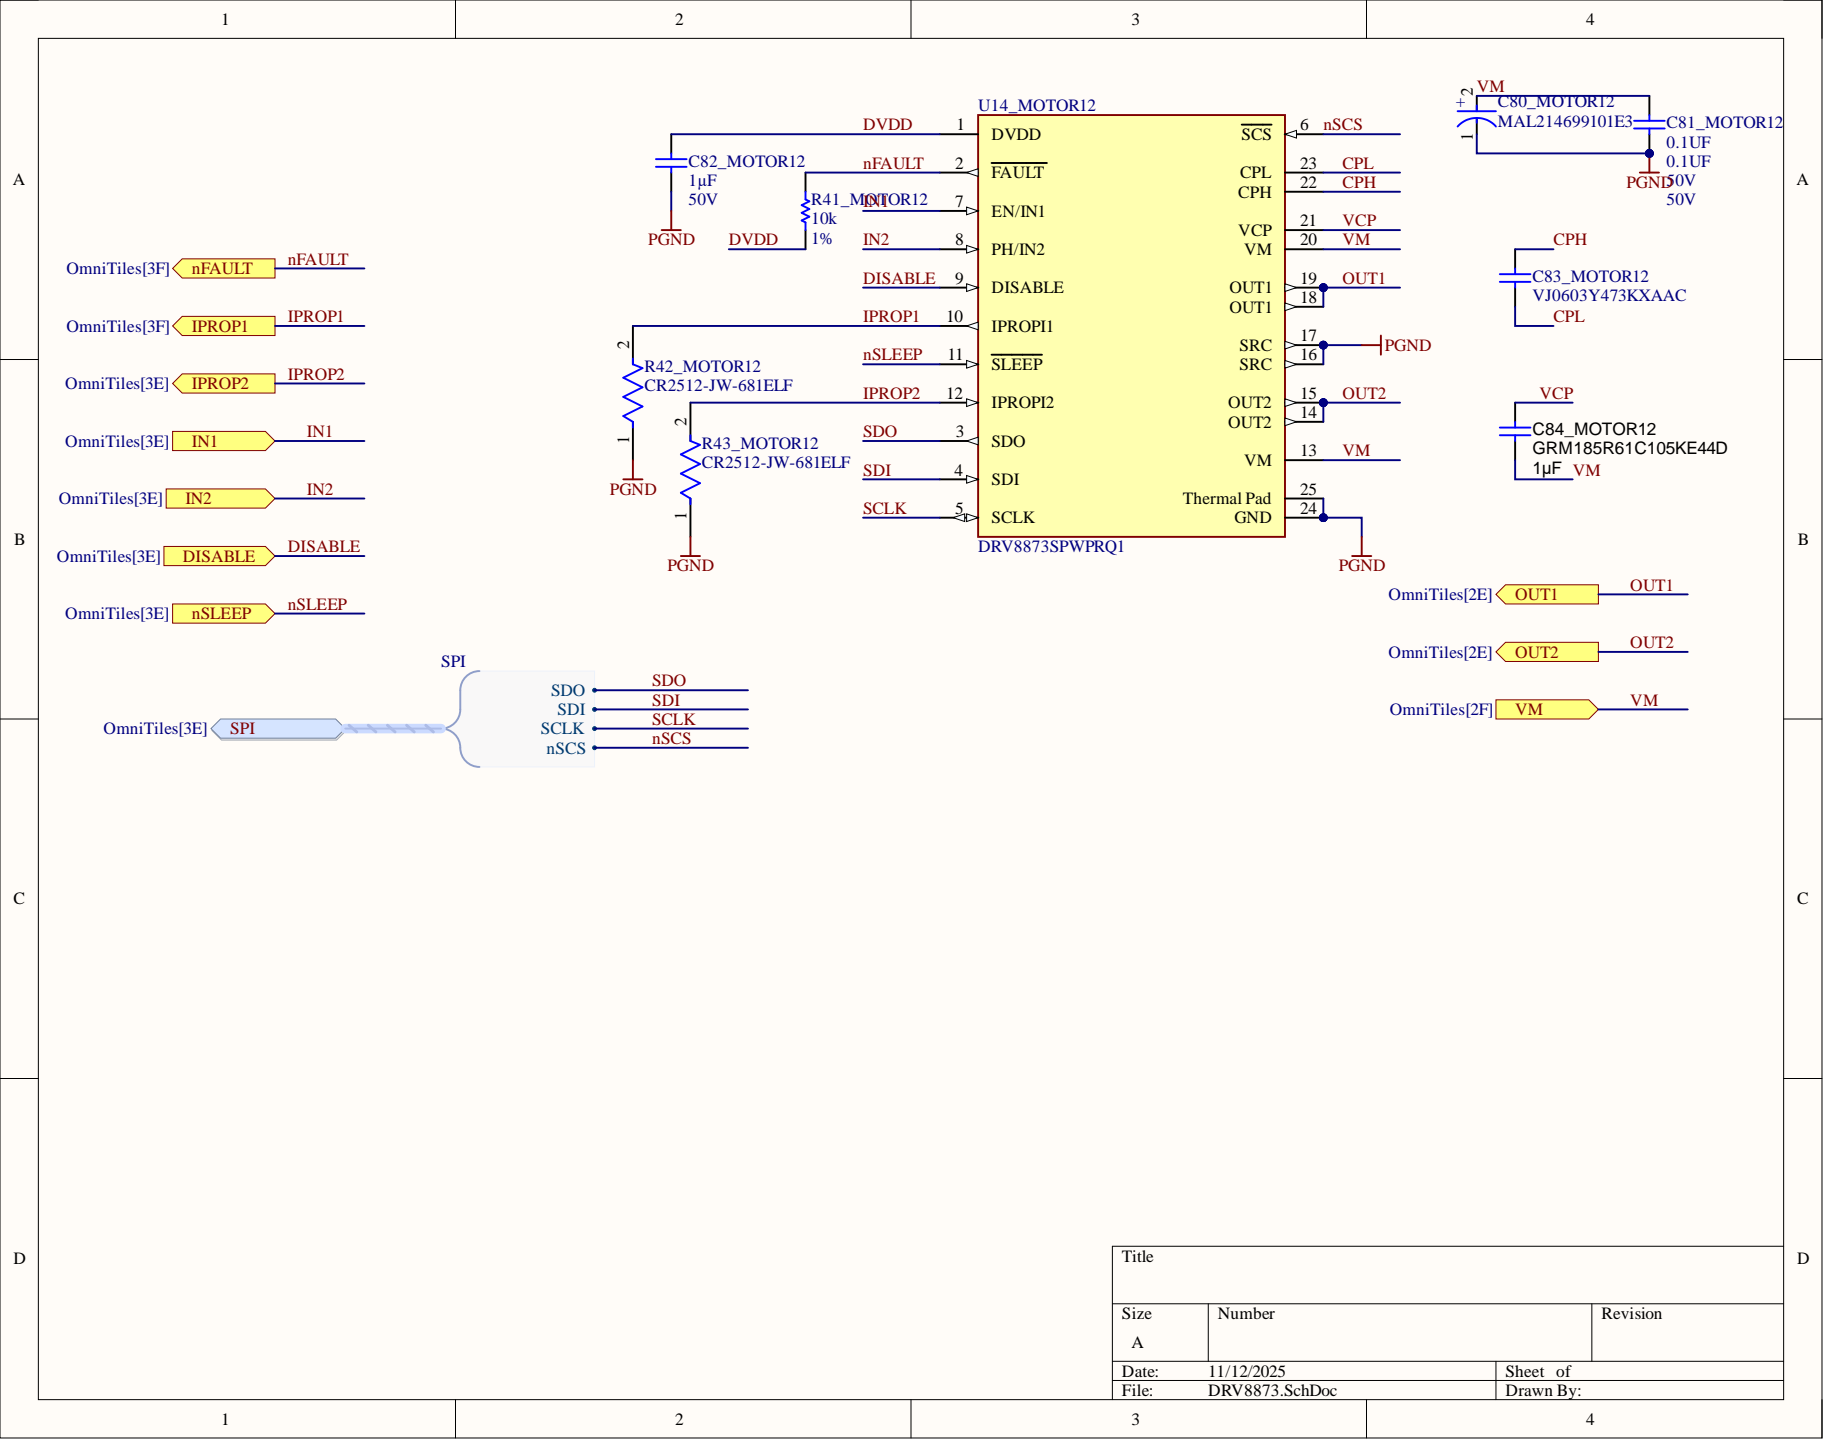 1 2 3 4
A A
B B
C C
D D
1 2 3 4
U14_MOTOR12
DVDD 1 DVDD
nFAULT 2 FAULT
IN1 7 EN/IN1
IN2 8 PH/IN2
DISABLE 9 DISABLE
IPROP1 10 IPROPI1
nSLEEP 11 SLEEP
IPROP2 12 IPROPI2
SDO 3 SDO
SDI 4 SDI
SCLK 5 SCLK
SCS 6 nSCS
CPL 23 CPL
CPH 22 CPH
VCP 21 VCP
VM 20 VM
OUT1 19 OUT1
OUT1 18
SRC 17 PGND
SRC 16
OUT2 15 OUT2
OUT2 14
VM 13 VM
Thermal Pad 25
GND 24
PGND
DRV8873SPWPRQ1
C82_MOTOR12
1µF
50V
PGND
R41_MOTOR12
10k
1%
DVDD
2
R42_MOTOR12
CR2512-JW-681ELF
1
PGND
2
R43_MOTOR12
CR2512-JW-681ELF
1
PGND
VM
+ 2
C80_MOTOR12
MAL214699101E3
1
C81_MOTOR12
0.1UF
0.1UF
50V
50V
PGND
CPH
C83_MOTOR12
VJ0603Y473KXAAC
CPL
VCP
C84_MOTOR12
GRM185R61C105KE44D
1µF
VM
OmniTiles[3F] nFAULT nFAULT
OmniTiles[3F] IPROP1 IPROP1
OmniTiles[3E] IPROP2 IPROP2
OmniTiles[3E] IN1 IN1
OmniTiles[3E] IN2 IN2
OmniTiles[3E] DISABLE DISABLE
OmniTiles[3E] nSLEEP nSLEEP
SPI
OmniTiles[3E] SPI
SDO SDO
SDI SDI
SCLK SCLK
nSCS nSCS
OmniTiles[2E] OUT1 OUT1
OmniTiles[2E] OUT2 OUT2
OmniTiles[2F] VM VM
Title
Size Number Revision
A
Date: 11/12/2025 Sheet of
File: DRV8873.SchDoc Drawn By: